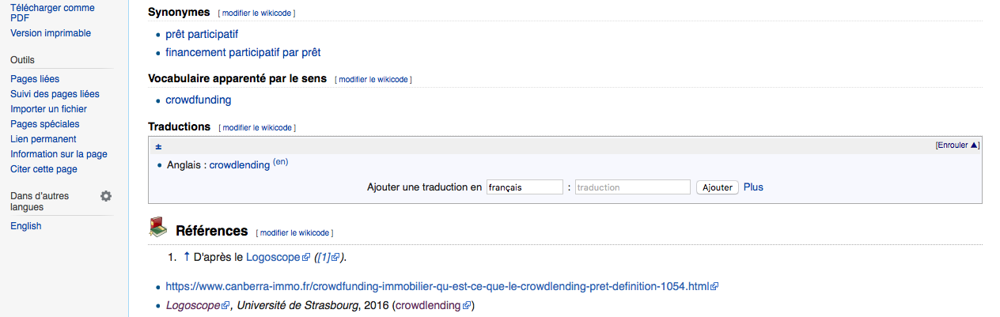 Télécharger comme
PDF
Version imprimable
Outils
Pages liées
Suivi des pages liées
Importer un fichier
Pages spéciales
Lien permanent
Information sur la page
Citer cette page
Dans d'autres
langues
English
Synonymes [ modifier le wikicode ]
• prêt participatif
• financement participatif par prêt
Vocabulaire apparenté par le sens [ modifier le wikicode ]
• crowdfunding
Traductions [ modifier le wikicode ]
± [Enrouler ▲]
• Anglais : crowdlending (en)
Ajouter une traduction en français : traduction Ajouter Plus
Références [ modifier le wikicode ]
1. ↑ D'après le Logoscope ([1]).
• https://www.canberra-immo.fr/crowdfunding-immobilier-qu-est-ce-que-le-crowdlending-pret-definition-1054.html
• Logoscope, Université de Strasbourg, 2016 (crowdlending)